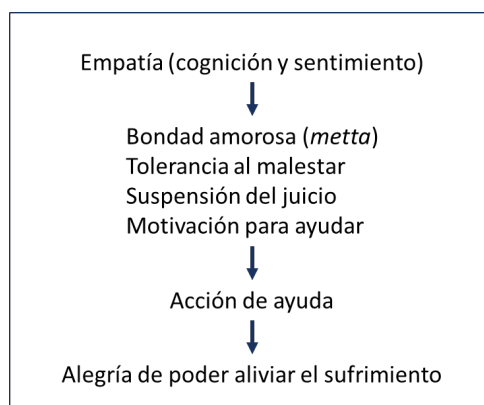 Empatía (cognición y sentimiento)
Bondad amorosa (metta)
Tolerancia al malestar
Suspensión del juicio
Motivación para ayudar
Acción de ayuda
Alegría de poder aliviar el sufrimiento